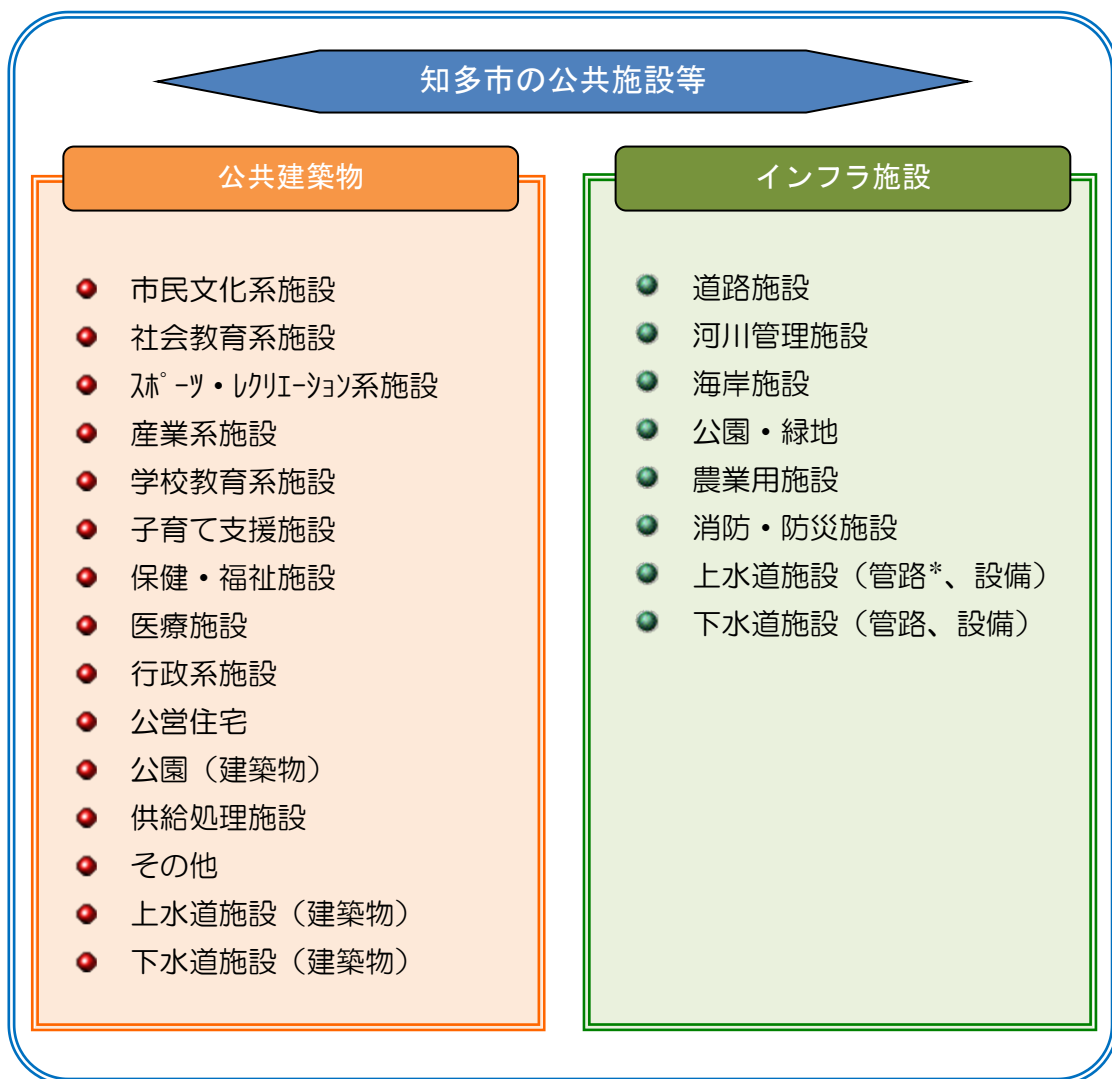 知多市の公共施設等
公共建築物
市民文化系施設
社会教育系施設
ｽﾎﾟｰﾂ・ﾚｸﾘｴｰｼｮﾝ系施設
産業系施設
学校教育系施設
子育て支援施設
保健・福祉施設
医療施設
行政系施設
公営住宅
公園（建築物）
供給処理施設
その他
上水道施設（建築物）
下水道施設（建築物）
インフラ施設
道路施設
河川管理施設
海岸施設
公園・緑地
農業用施設
消防・防災施設
上水道施設（管路*、設備）
下水道施設（管路、設備）